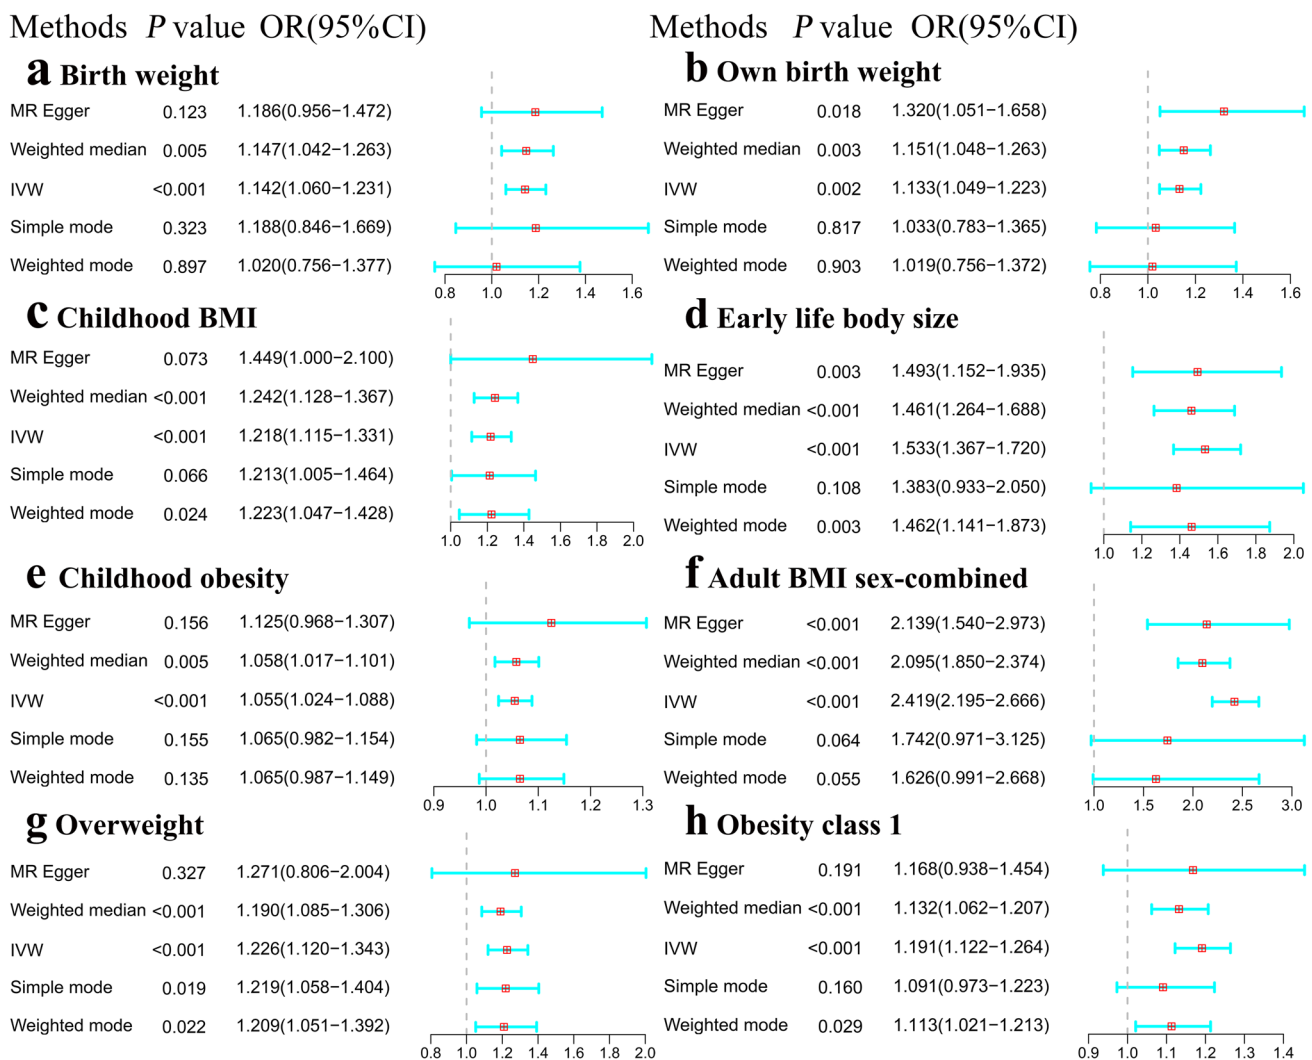 Methods P value OR(95%CI)
a Birth weight
MR Egger 0.123 1.186(0.956−1.472)
Weighted median 0.005 1.147(1.042−1.263)
IVW <0.001 1.142(1.060−1.231)
Simple mode 0.323 1.188(0.846−1.669)
Weighted mode 0.897 1.020(0.756−1.377)
0.8 1.0 1.2 1.4 1.6
Methods P value OR(95%CI)
b Own birth weight
MR Egger 0.018 1.320(1.051−1.658)
Weighted median 0.003 1.151(1.048−1.263)
IVW 0.002 1.133(1.049−1.223)
Simple mode 0.817 1.033(0.783−1.365)
Weighted mode 0.903 1.019(0.756−1.372)
0.8 1.0 1.2 1.4 1.6
c Childhood BMI
MR Egger 0.073 1.449(1.000−2.100)
Weighted median <0.001 1.242(1.128−1.367)
IVW <0.001 1.218(1.115−1.331)
Simple mode 0.066 1.213(1.005−1.464)
Weighted mode 0.024 1.223(1.047−1.428)
1.0 1.2 1.4 1.6 1.8 2.0
d Early life body size
MR Egger 0.003 1.493(1.152−1.935)
Weighted median <0.001 1.461(1.264−1.688)
IVW <0.001 1.533(1.367−1.720)
Simple mode 0.108 1.383(0.933−2.050)
Weighted mode 0.003 1.462(1.141−1.873)
1.0 1.2 1.4 1.6 1.8 2.0
e Childhood obesity
MR Egger 0.156 1.125(0.968−1.307)
Weighted median 0.005 1.058(1.017−1.101)
IVW <0.001 1.055(1.024−1.088)
Simple mode 0.155 1.065(0.982−1.154)
Weighted mode 0.135 1.065(0.987−1.149)
0.9 1.0 1.1 1.2 1.3
f Adult BMI sex-combined
MR Egger <0.001 2.139(1.540−2.973)
Weighted median <0.001 2.095(1.850−2.374)
IVW <0.001 2.419(2.195−2.666)
Simple mode 0.064 1.742(0.971−3.125)
Weighted mode 0.055 1.626(0.991−2.668)
1.0 1.5 2.0 2.5 3.0
g Overweight
MR Egger 0.327 1.271(0.806−2.004)
Weighted median <0.001 1.190(1.085−1.306)
IVW <0.001 1.226(1.120−1.343)
Simple mode 0.019 1.219(1.058−1.404)
Weighted mode 0.022 1.209(1.051−1.392)
0.8 1.0 1.2 1.4 1.6 1.8 2.0
h Obesity class 1
MR Egger 0.191 1.168(0.938−1.454)
Weighted median <0.001 1.132(1.062−1.207)
IVW <0.001 1.191(1.122−1.264)
Simple mode 0.160 1.091(0.973−1.223)
Weighted mode 0.029 1.113(1.021−1.213)
0.9 1.0 1.1 1.2 1.3 1.4